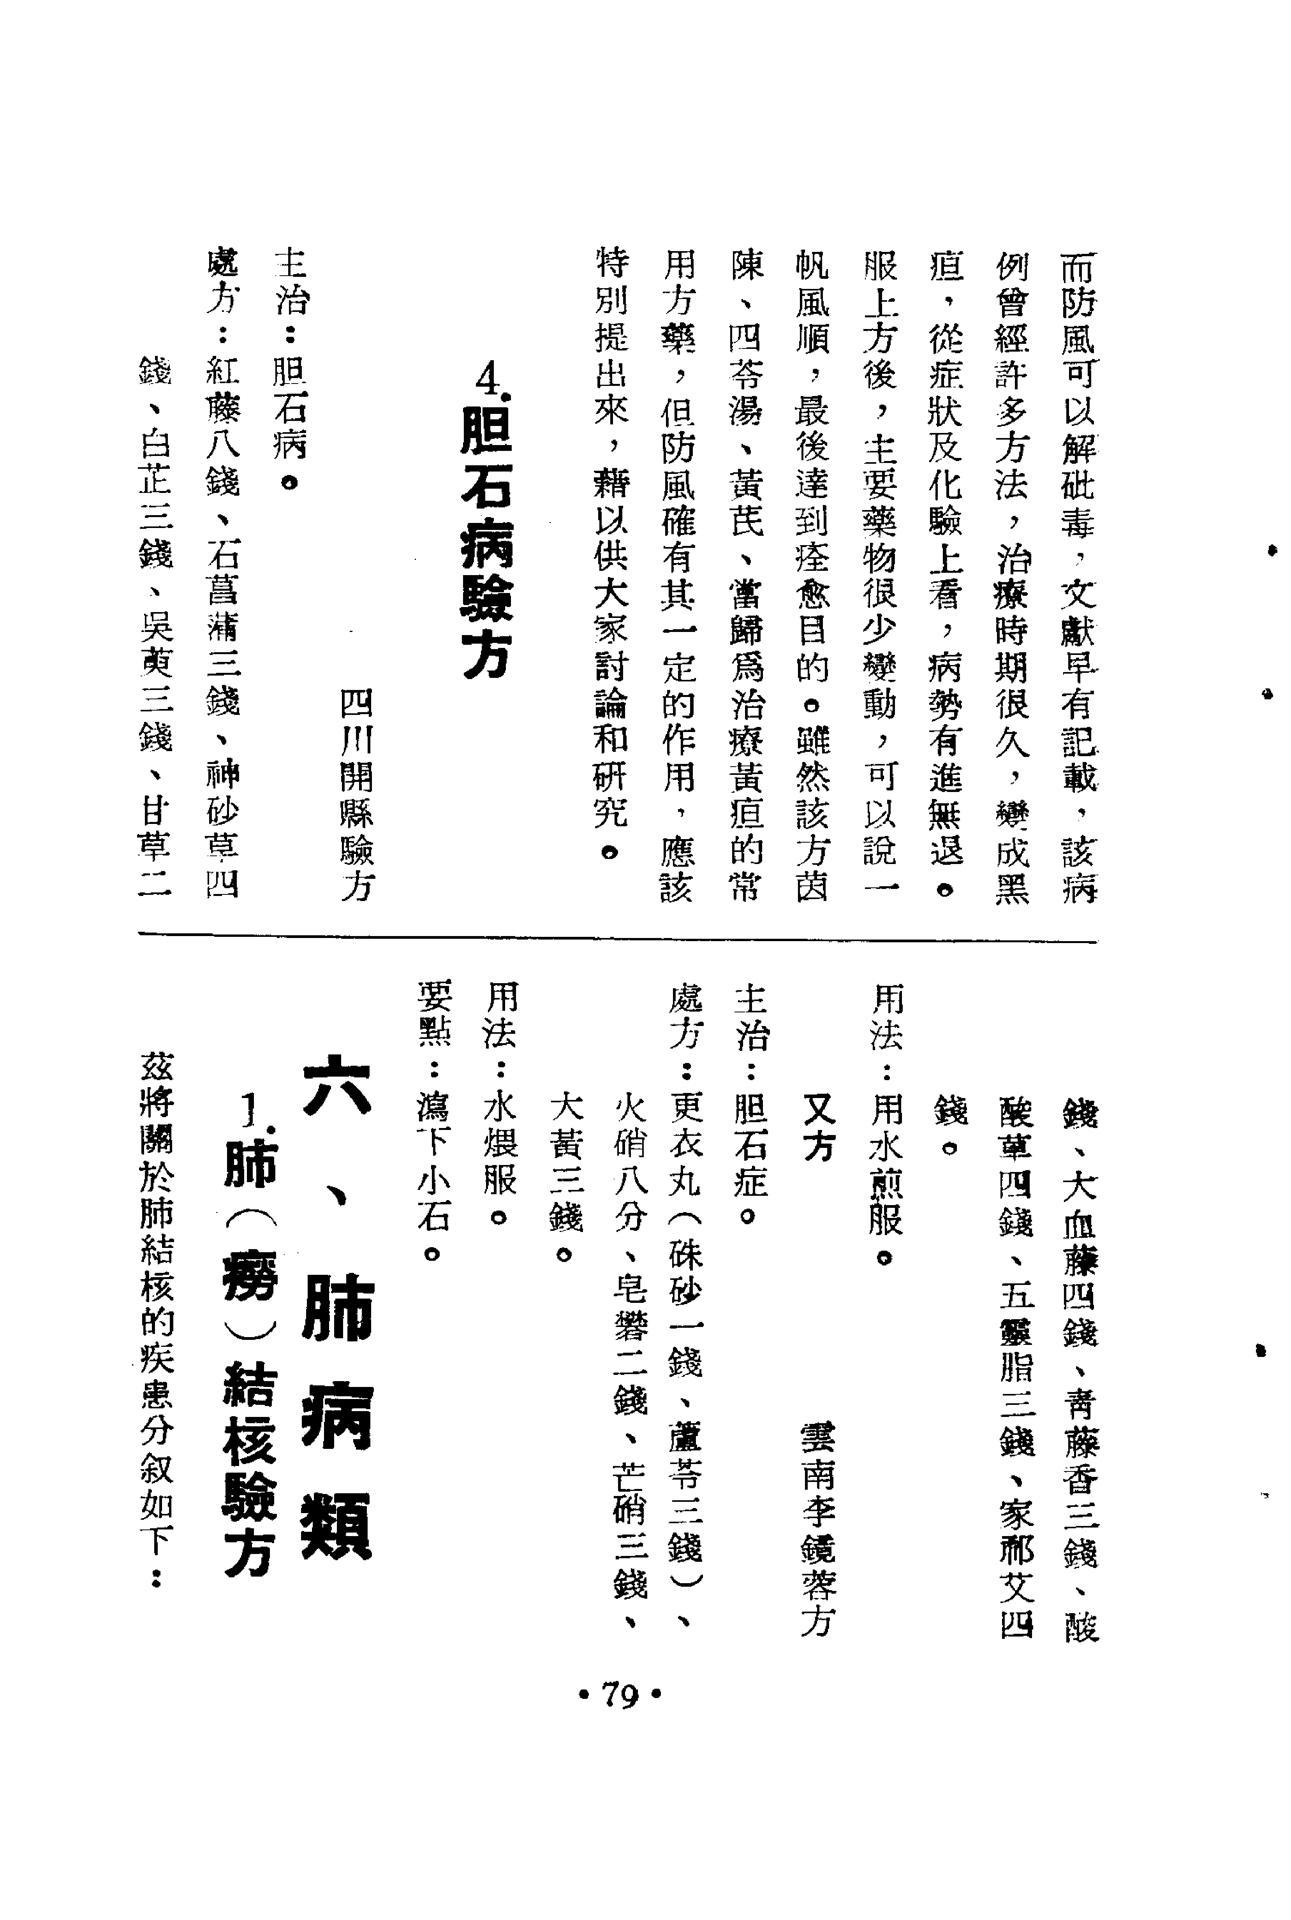 而防風可以解砒毒，文獻早有記載，該病
例曾經許多方法，治療時期很久，變成黑
疸，從症狀及化驗上看，病勢有進無退。
服上方後，主要藥物很少變動，可以說一
帆風順，最後達到痊愈目的。雖然該方茵
陳、四苓湯、黃芪、當歸爲治療黃疸的常
用方藥，但防風確有其一定的作用，應該
特別提出來，藉以供大家討論和研究。
4.胆石病驗方
四川開縣驗方
主治：胆石病。
處方：紅藤八錢、石菖蒲三錢、神砂草四
錢、白芷三錢、吳萸三錢、甘草二
錢、大血藤四錢、青藤香三錢、酸
酸草四錢、五靈脂三錢、家祁艾四
錢。
用法：用水煎服。
又方
雲南李鏡蓉方
主治：胆石症。
處方：更衣丸（硃砂一錢、蘆苓三錢）、
火硝八分、皂礬二錢、芒硝三錢、
大黃三錢。
用法：水煨服。
要點：瀉下小石。
六、肺病類
1.肺（癆）結核驗方
茲將關於肺結核的疾患分叙如下：
• 79 •